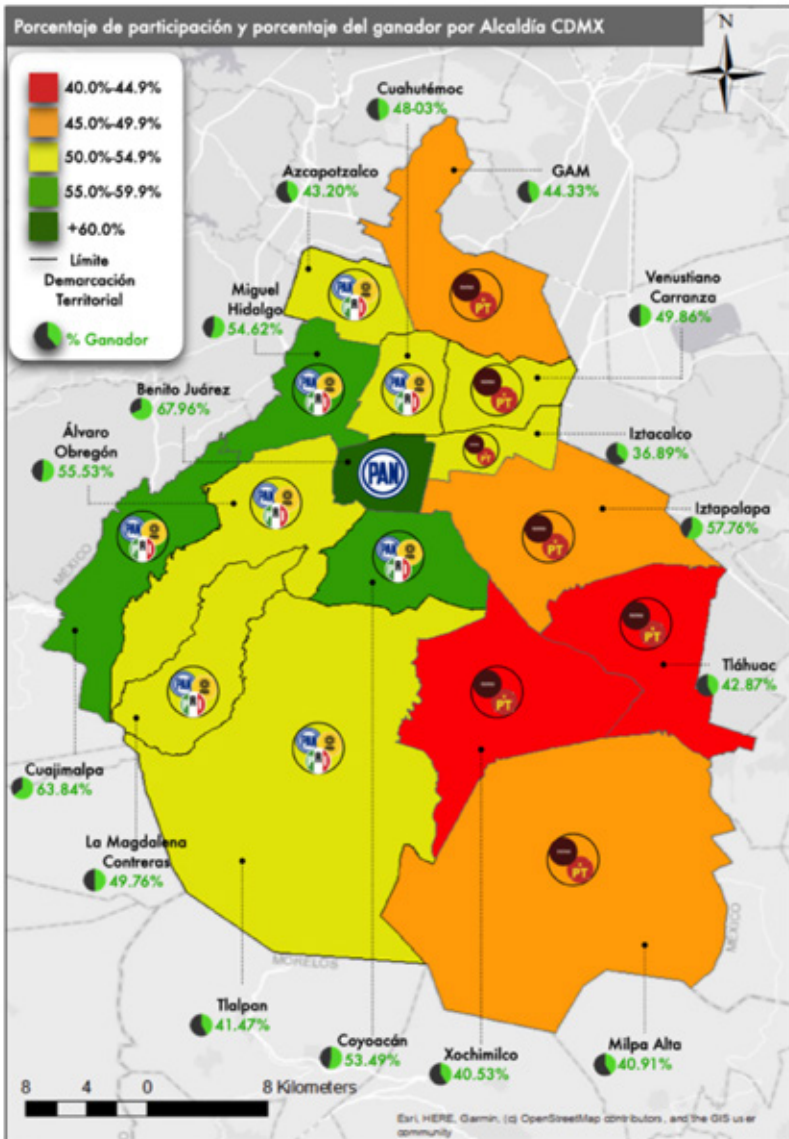 Porcentaje de participación y porcentaje del ganador por Alcaldía CDMX
N
40.0%-44.9%
45.0%-49.9%
50.0%-54.9%
55.0%-59.9%
+60.0%
Límite
Demarcación
Territorial
% Ganador
Cuahutémoc
48-03%
Azcapotzalco
43.20%
GAM
44.33%
Miguel
Hidalgo
54.62%
Venustiano
Carranza
49.86%
Benito Juárez
67.96%
Álvaro
Obregón
55.53%
Iztacalco
36.89%
Iztapalapa
57.76%
PAN
PT
MÉXICO
Tláhuac
42.87%
Cuajimalpa
63.84%
La Magdalena
Contreras
49.76%
MÉXICO
MORELOS
Tlalpan
41.47%
Coyoacán
53.49%
Xochimilco
40.53%
Milpa Alta
40.91%
8 4 0 8 Kilometers
Esri, HERE, Garmin, (c) OpenStreetMap contributors, and the GIS user
community